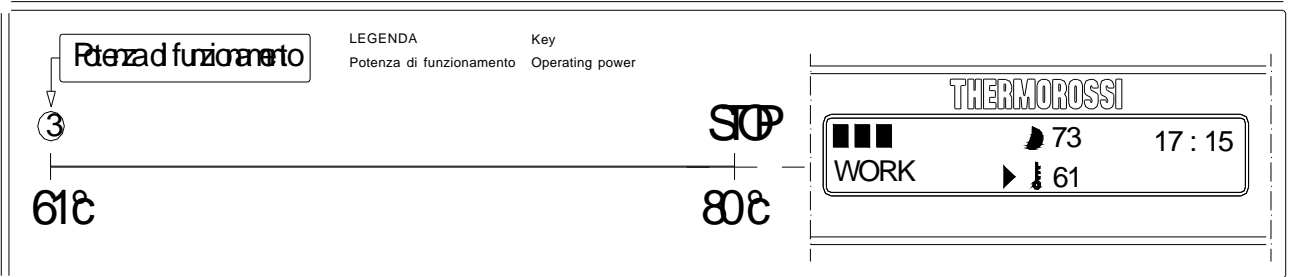 Potenza di funzionamento
LEGENDA Key
Potenza di funzionamento Operating power
3
STOP
61°c
80°c
THERMOROSSI
73 17 : 15
WORK 61